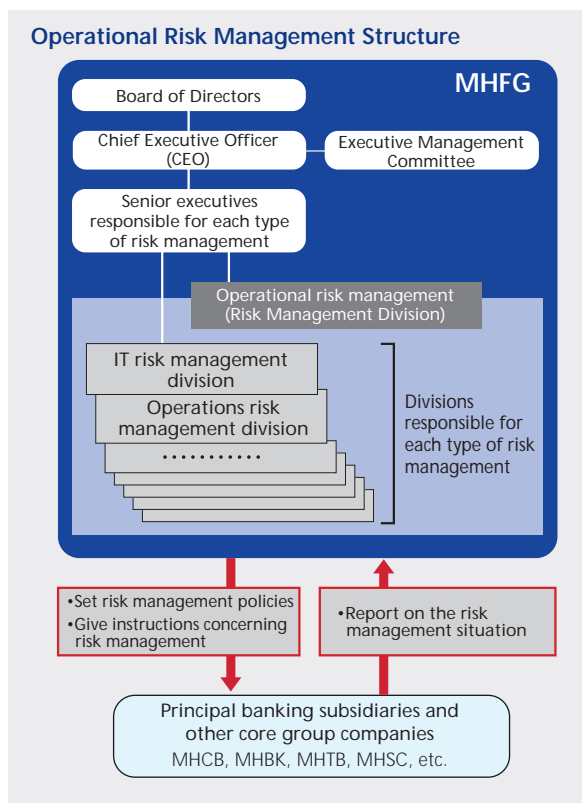 Operational Risk Management Structure
MHFG
Board of Directors
Chief Executive Officer
(CEO)
Executive Management
Committee
Senior executives
responsible for each type
of risk management
Operational risk management
(Risk Management Division)
IT risk management
division
Operations risk
management division
• • • • • • • • • • •
Divisions
responsible for
each type of risk
management
•Set risk management policies
•Give instructions concerning
risk management
•Report on the risk
management situation
Principal banking subsidiaries and
other core group companies
MHCB, MHBK, MHTB, MHSC, etc.